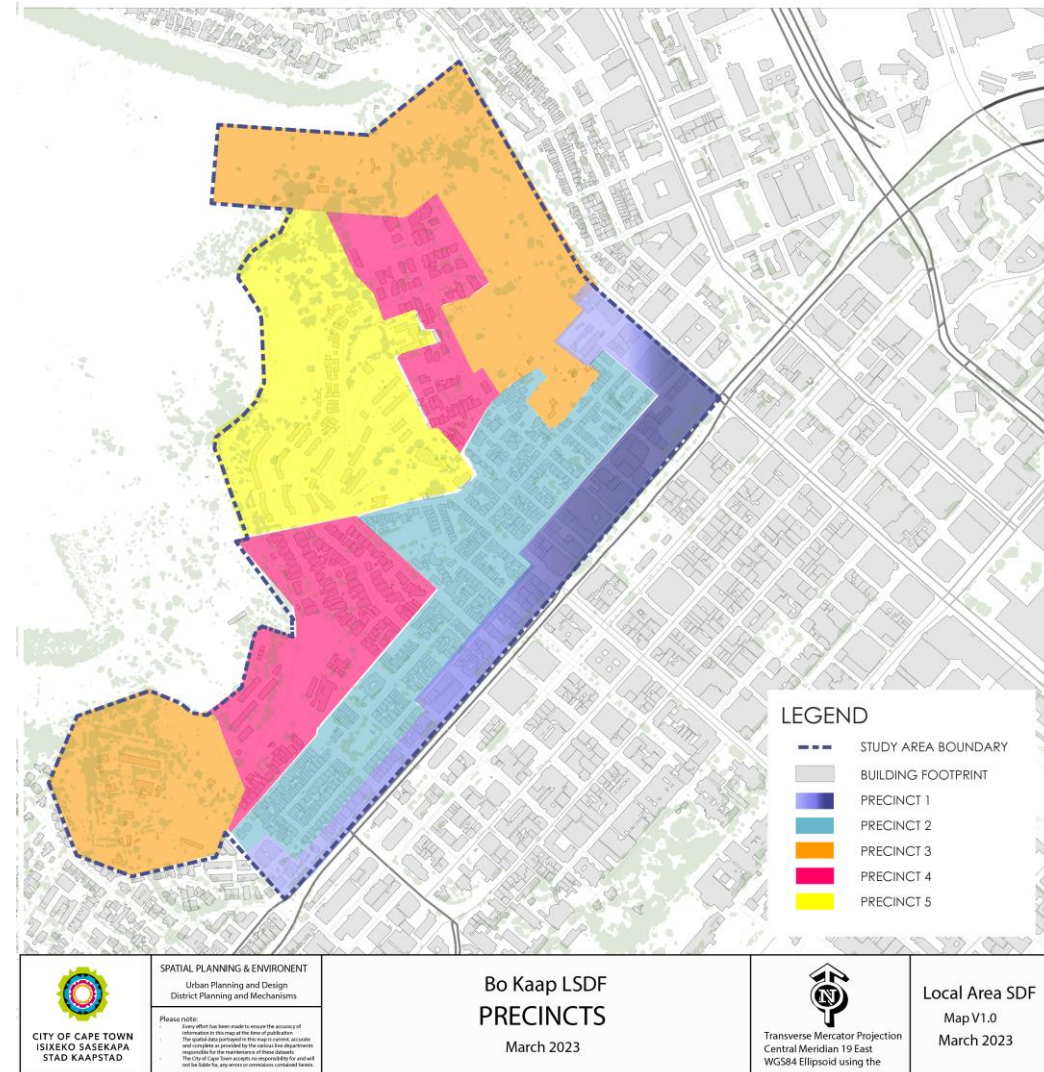 LEGEND
STUDY AREA BOUNDARY
BUILDING FOOTPRINT
PRECINCT 1
PRECINCT 2
PRECINCT 3
PRECINCT 4
PRECINCT 5
CITY OF CAPE TOWN
ISIXEKO SASEKAPA
STAD KAAPSTAD
SPATIAL PLANNING & ENVIRONENT
Urban Planning and Design
District Planning and Mechanisms
Please note:
- Every effort has been made to ensure the accuracy of
information in this map at the time of publication
- The spatial data portrayed in this map is current, accurate
and complete as provided by the various line departments
responsible for the maintenance of these datasets
- The City of Cape Town accepts no responsibility for and will
not be liable for, any errors or ommisions contained herein.
Bo Kaap LSDF
PRECINCTS
March 2023
N
Transverse Mercator Projection
Central Meridian 19 East
WGS84 Ellipsoid using the
Local Area SDF
Map V1.0
March 2023